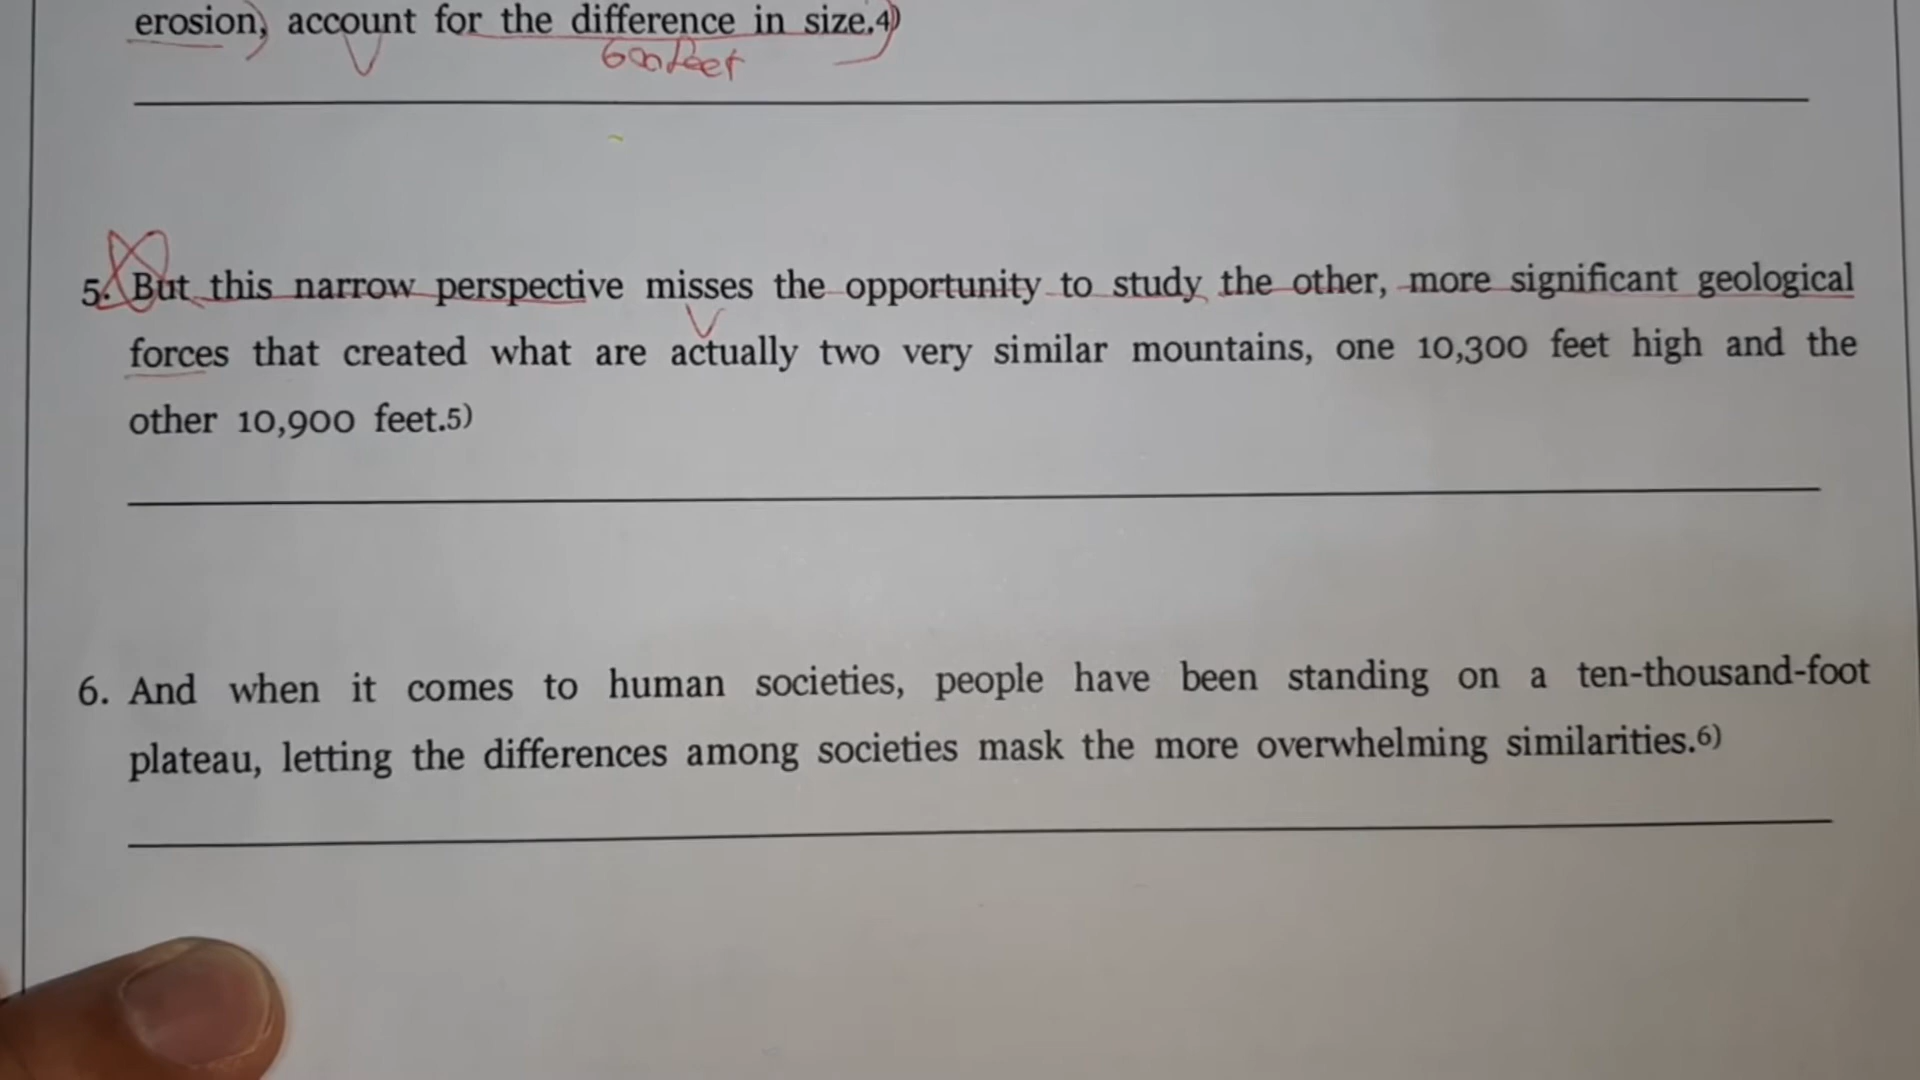 erosion, account for the difference in size.4)
600 feet
5. But this narrow perspective misses the opportunity to study the other, more significant geological
V
forces that created what are actually two very similar mountains, one 10,300 feet high and the
other 10,900 feet.5)
6. And when it comes to human societies, people have been standing on a ten-thousand-foot
plateau, letting the differences among societies mask the more overwhelming similarities.6)